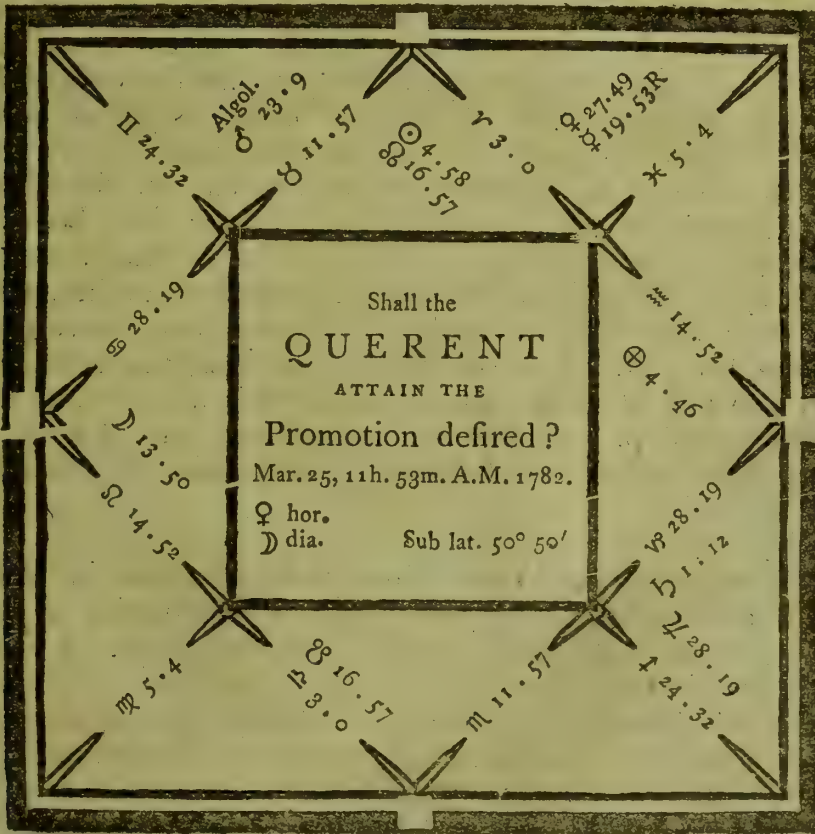 Algol.
♂ 23 . 9
♊ 24.32
♉ 11 . 57
☉ 4.58
☊ 16.57
♈ 3 . 0
♀ 27.49
☿ 19.53R
♓ 5 . 4
♋ 28 . 19
♒ 14 . 52
⊗ 4 . 46
☽ 13.50
♌ 14 . 52
Shall the
QUERENT
ATTAIN THE
Promotion deſired ?
Mar. 25, 11h. 53m. A.M. 1782.
♀ hor.
☽ dia. Sub lat. 50° 50′
♑ 28.19
♄ 1 : 12
♃ 28 . 19
♐ 24.32
♍ 5 . 4
☋ 16.57
♎ 3 . 0
♏ 11 . 57